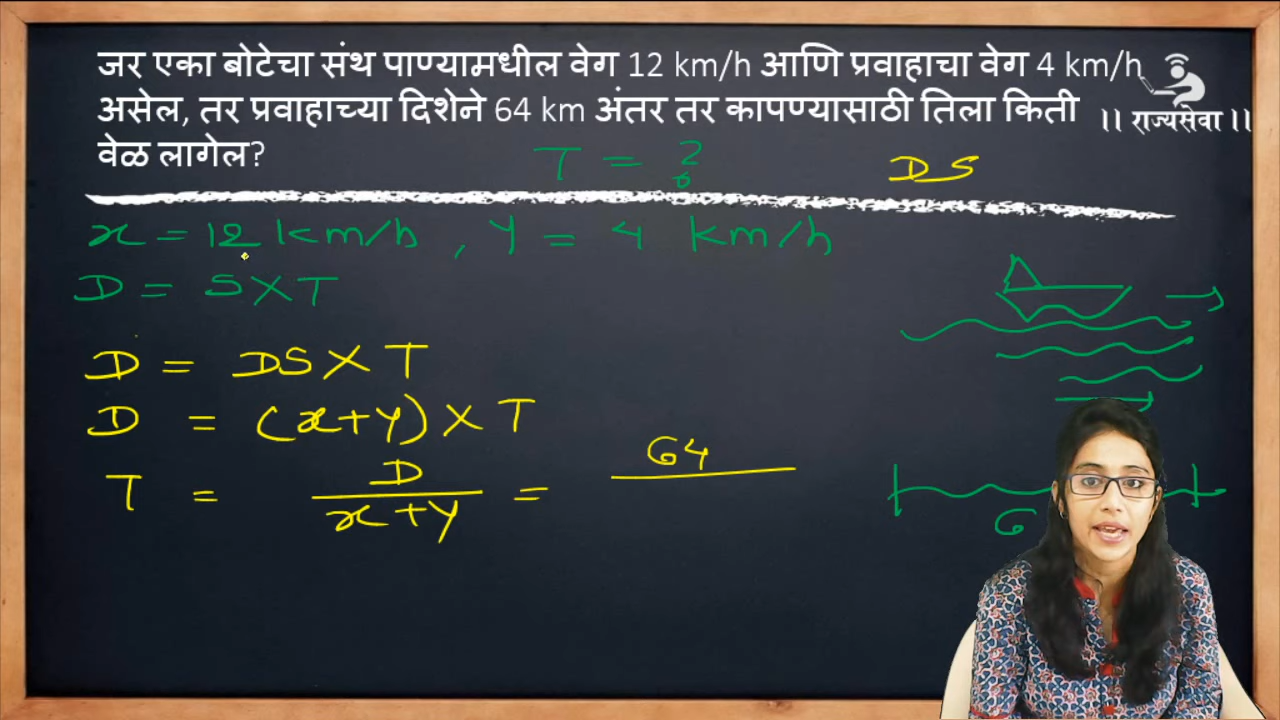 जर एका बोटेचा संथ पाण्यामधील वेग 12 km/h आणि प्रवाहाचा वेग 4 km/h
असेल, तर प्रवाहाच्या दिशेने 64 km अंतर तर कापण्यासाठी तिला किती
वेळ लागेल?
।। राज्यसेवा ।।
T = ?
DS
x = 12 km/h , y = 4 km/h
D = S×T
D = DS×T
D = (x+y)×T
T = D/x+y = 64
6